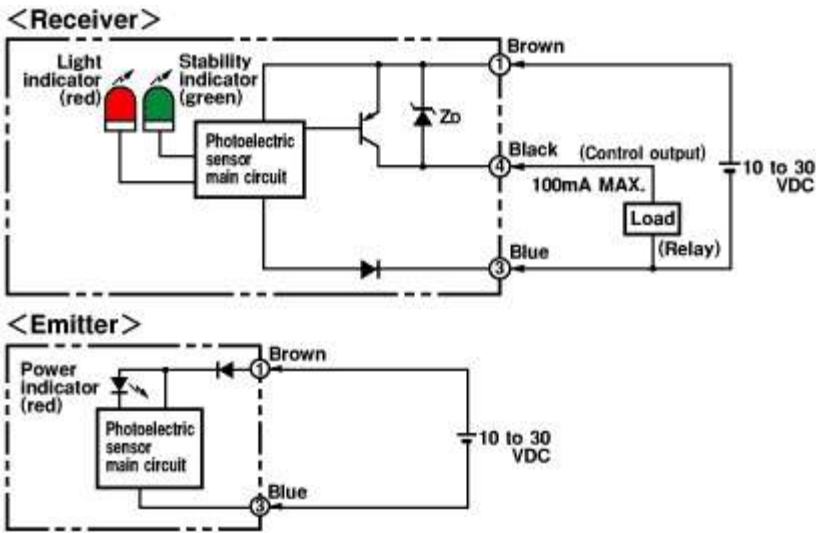 <Receiver>
Light
indicator
(red)
Stability
indicator
(green)
Photoelectric
sensor
main circuit
ZD
Brown
1
Black
4
(Control output)
100mA MAX.
Load
(Relay)
Blue
3
10 to 30
VDC
<Emitter>
Power
indicator
(red)
Photoelectric
sensor
main circuit
Brown
1
Blue
3
10 to 30
VDC